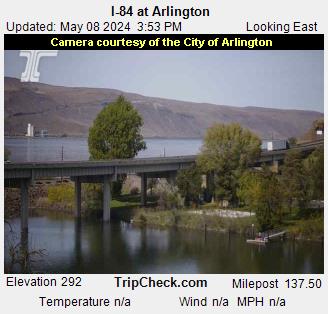 I-84 at Arlington
Updated: May 08 2024 3:53 PM Looking East
Camera courtesy of the City of Arlington
Elevation 292 TripCheck.com Milepost 137.50
Temperature n/a Wind n/a MPH n/a